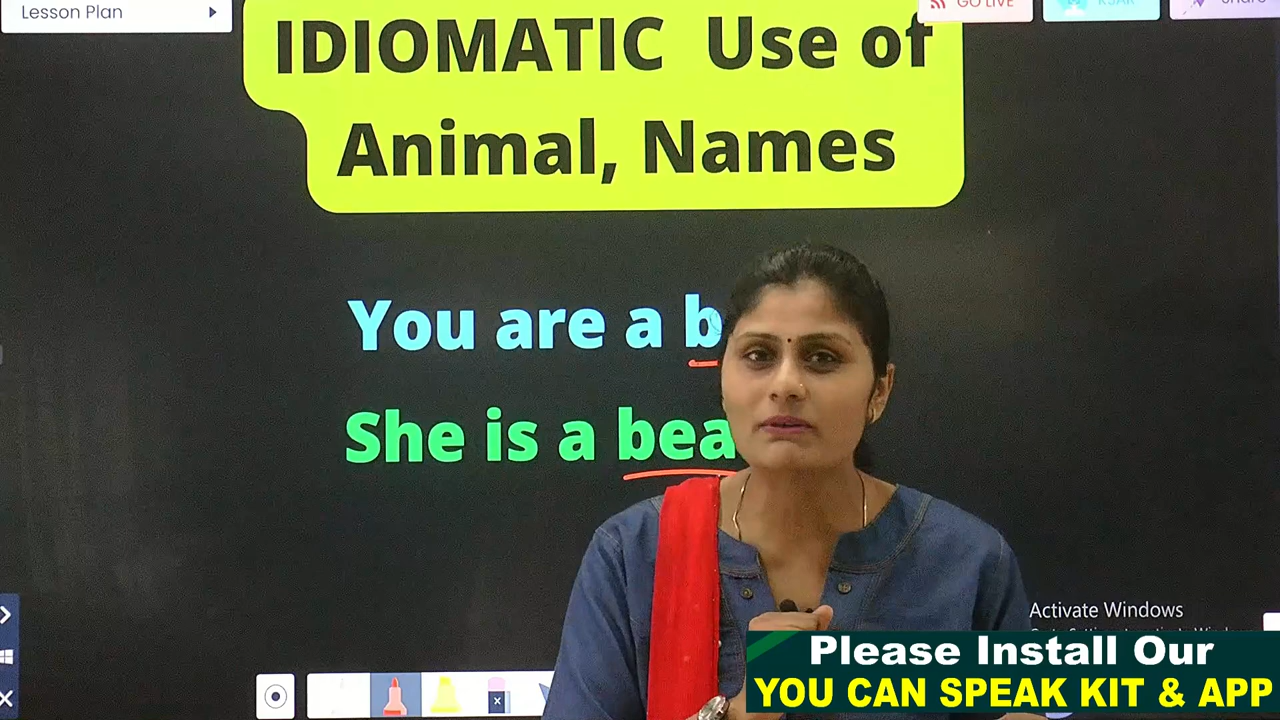 Lesson Plan
GO LIVE
IDIOMATIC Use of
Animal, Names
You are a b
She is a bea
Activate Windows
Please Install Our
YOU CAN SPEAK KIT & APP